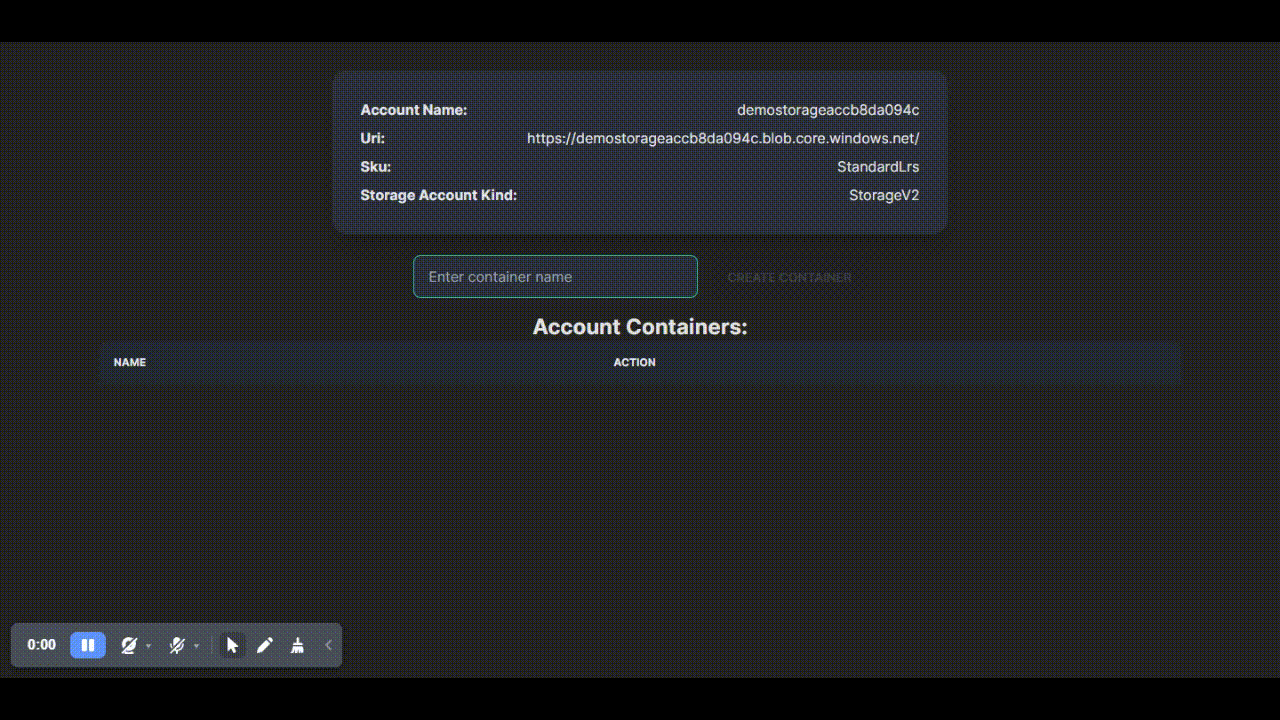 Account Name: demostorageaccb8da094c
Uri: https://demostorageaccb8da094c.blob.core.windows.net/
Sku: StandardLrs
Storage Account Kind: StorageV2
Enter container name CREATE CONTAINER
Account Containers:
NAME ACTION
0:00